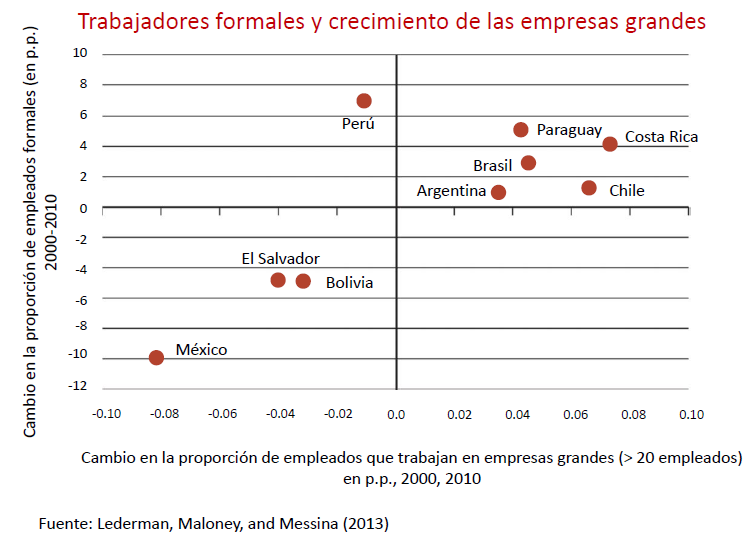 Trabajadores formales y crecimiento de las empresas grandes
Cambio en la proporción de empleados formales (en p.p.)
2000-2010
10
8
6
4
2
0
-2
-4
-6
-8
-10
-12
Perú
Paraguay
Costa Rica
Brasil
Argentina
Chile
El Salvador
Bolivia
México
-0.10 -0.08 -0.06 -0.04 -0.02 0.0 0.02 0.04 0.06 0.08 0.10
Cambio en la proporción de empleados que trabajan en empresas grandes (> 20 empleados)
en p.p., 2000, 2010
Fuente: Lederman, Maloney, and Messina (2013)